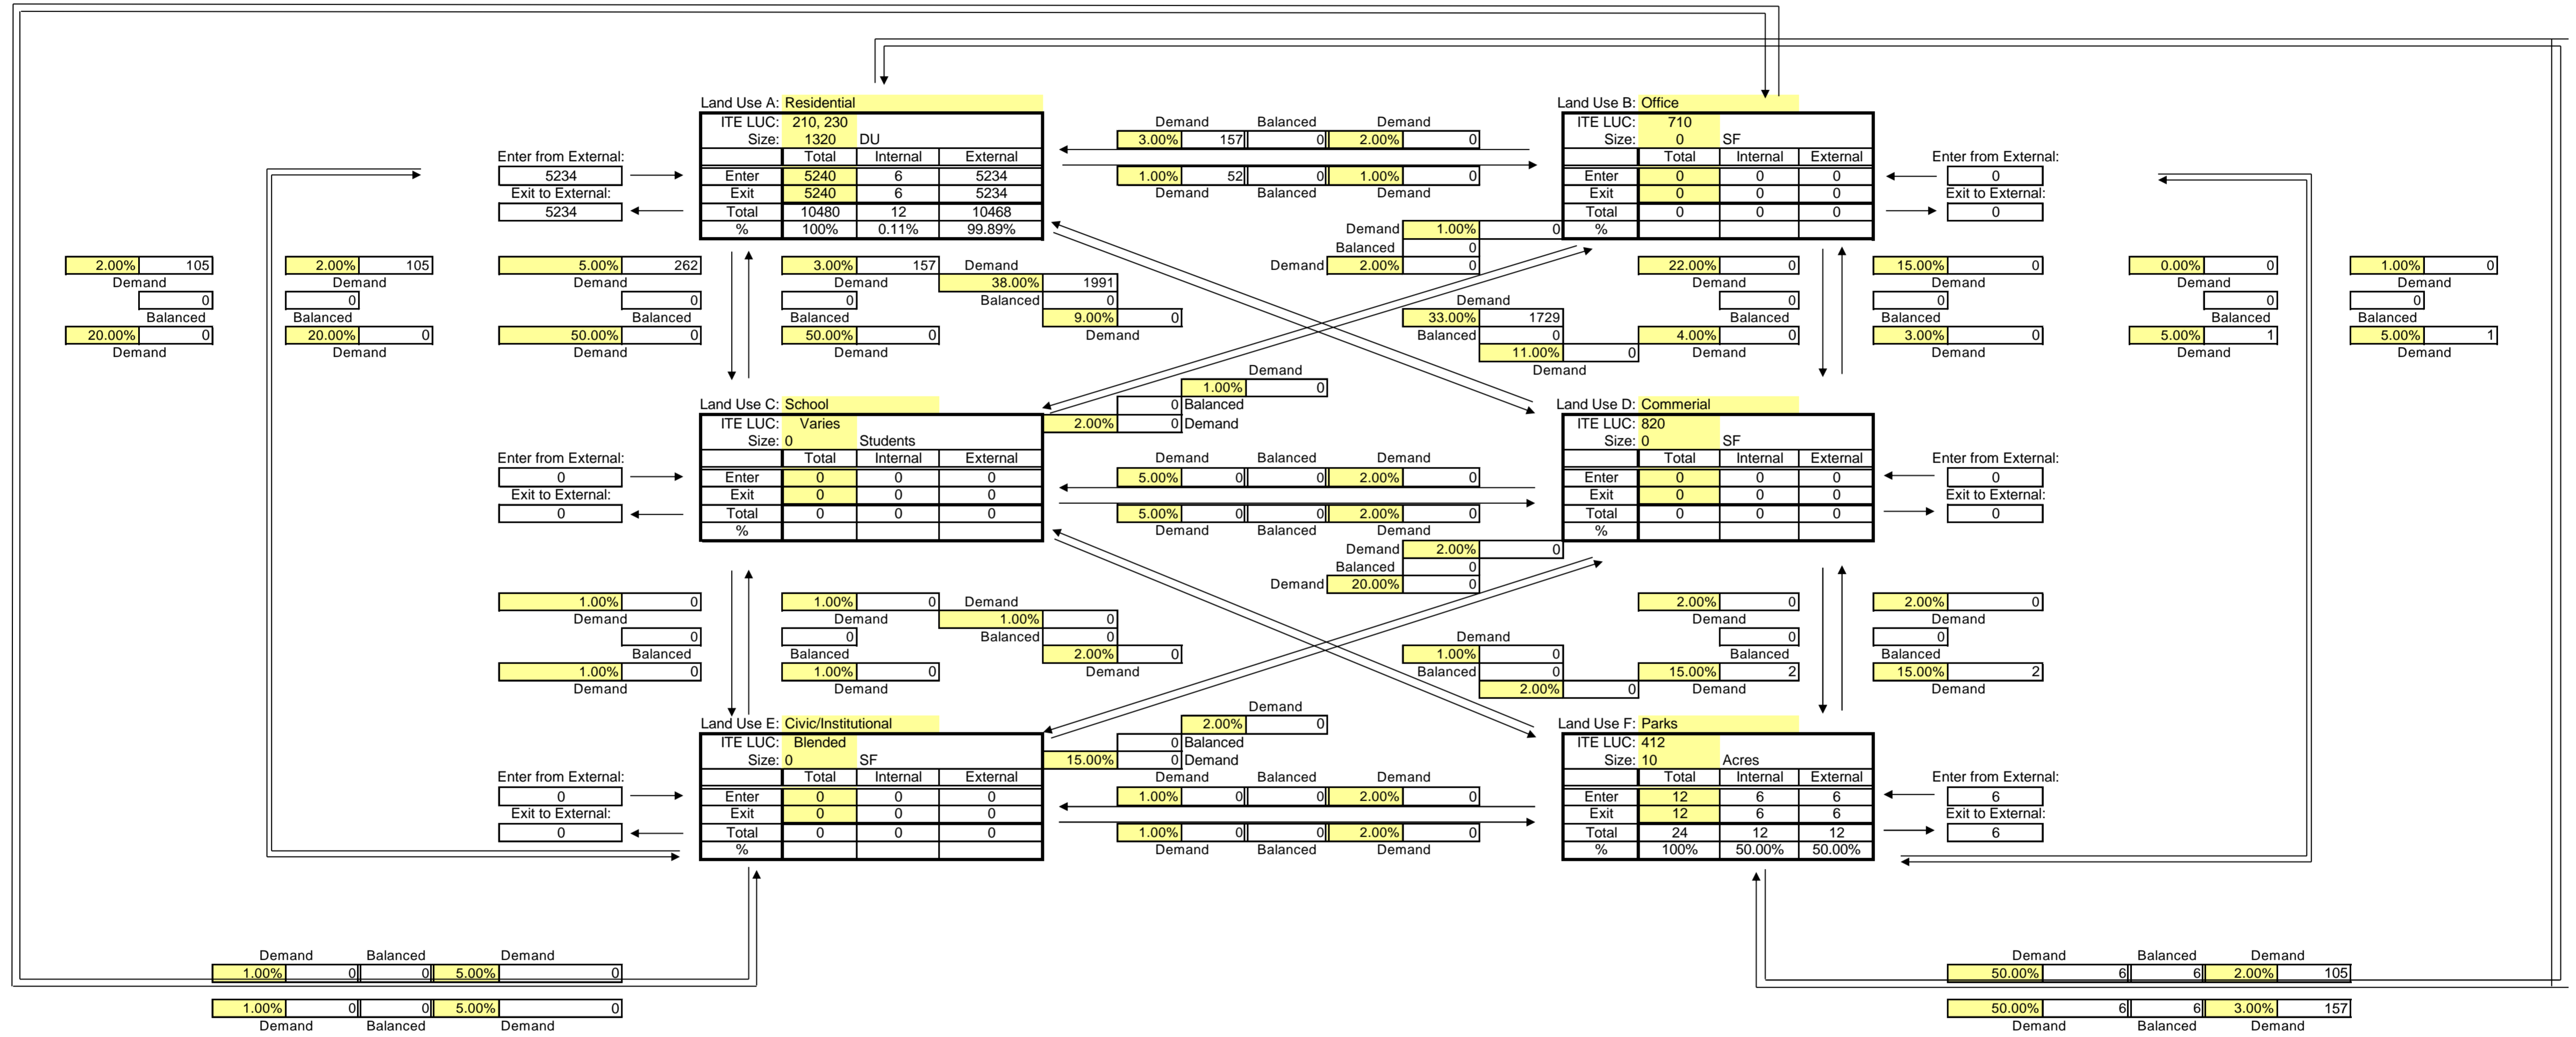 Land Use A: Residential
ITE LUC: 210, 230
Size: 1320 DU
Total Internal External
Enter 5240 6 5234
Exit 5240 6 5234
Total 10480 12 10468
% 100% 0.11% 99.89%
Enter from External:
5234
Exit to External:
5234
Demand Balanced Demand
3.00% 157 0 2.00% 0
1.00% 52 0 1.00% 0
Demand Balanced Demand
Land Use B: Office
ITE LUC: 710
Size: 0 SF
Total Internal External
Enter 0 0 0
Exit 0 0 0
Total 0 0 0
%
Enter from External:
0
Exit to External:
0
Demand 1.00% 0
Balanced 0
Demand 2.00% 0
2.00% 105
Demand
0
Balanced
20.00% 0
Demand
2.00% 105
Demand
0
Balanced
20.00% 0
Demand
5.00% 262
Demand
0
Balanced
50.00% 0
Demand
3.00% 157
Demand
0
Balanced
50.00% 0
Demand
38.00% 1991
Balanced 0
9.00% 0
Demand
Demand
Demand
33.00% 1729
Balanced 0
11.00% 0
Demand
22.00% 0
Demand
0
Balanced
4.00% 0
Demand
15.00% 0
Demand
0
Balanced
3.00% 0
Demand
0.00% 0
Demand
0
Balanced
5.00% 1
Demand
1.00% 0
Demand
0
Balanced
5.00% 1
Demand
Demand
1.00% 0
0 Balanced
2.00% 0 Demand
Land Use C: School
ITE LUC: Varies
Size: 0 Students
Total Internal External
Enter 0 0 0
Exit 0 0 0
Total 0 0 0
%
Enter from External:
0
Exit to External:
0
Demand Balanced Demand
5.00% 0 0 2.00% 0
5.00% 0 0 2.00% 0
Demand Balanced Demand
Land Use D: Commerial
ITE LUC: 820
Size: 0 SF
Total Internal External
Enter 0 0 0
Exit 0 0 0
Total 0 0 0
%
Enter from External:
0
Exit to External:
0
Demand 2.00% 0
Balanced 0
Demand 20.00% 0
1.00% 0
Demand
0
Balanced
1.00% 0
Demand
1.00% 0
Demand
0
Balanced
1.00% 0
Demand
Demand
1.00% 0
Balanced 0
2.00% 0
Demand
Demand
1.00% 0
Balanced 0
2.00% 0
2.00% 0
Demand
0
Balanced
15.00% 2
Demand
2.00% 0
Demand
0
Balanced
15.00% 2
Demand
Demand
2.00% 0
0 Balanced
15.00% 0 Demand
Land Use E: Civic/Institutional
ITE LUC: Blended
Size: 0 SF
Total Internal External
Enter 0 0 0
Exit 0 0 0
Total 0 0 0
%
Enter from External:
0
Exit to External:
0
Demand Balanced Demand
1.00% 0 0 2.00% 0
1.00% 0 0 2.00% 0
Demand Balanced Demand
Land Use F: Parks
ITE LUC: 412
Size: 10 Acres
Total Internal External
Enter 12 6 6
Exit 12 6 6
Total 24 12 12
% 100% 50.00% 50.00%
Enter from External:
6
Exit to External:
6
Demand Balanced Demand
1.00% 0 0 5.00% 0
1.00% 0 0 5.00% 0
Demand Balanced Demand
Demand Balanced Demand
50.00% 6 6 2.00% 105
50.00% 6 6 3.00% 157
Demand Balanced Demand